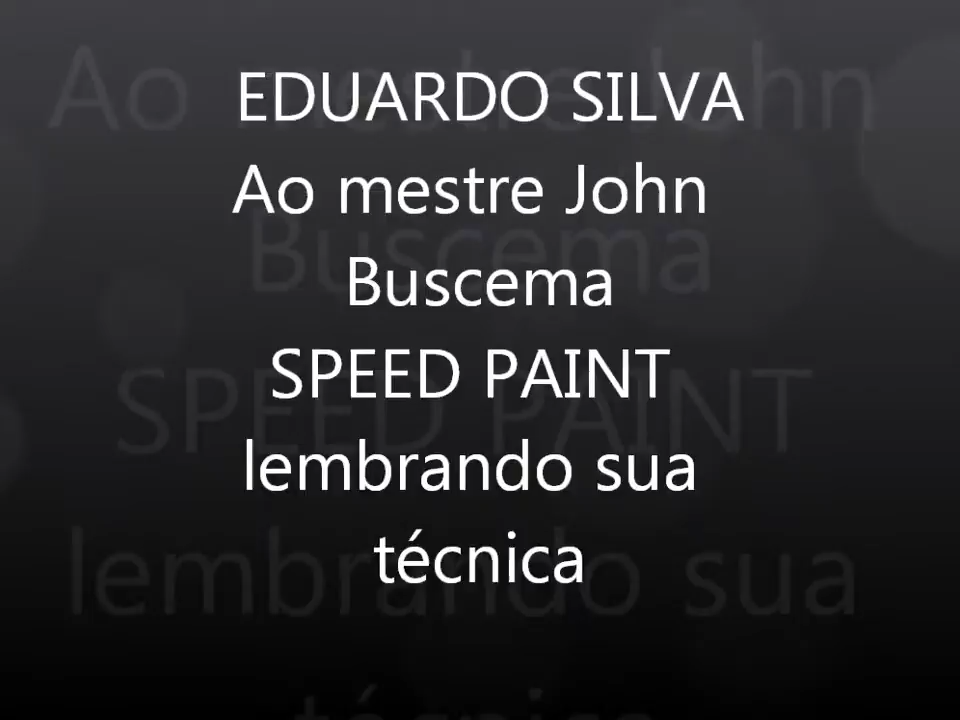 EDUARDO SILVA
Ao mestre John
Buscema
SPEED PAINT
lembrando sua
técnica